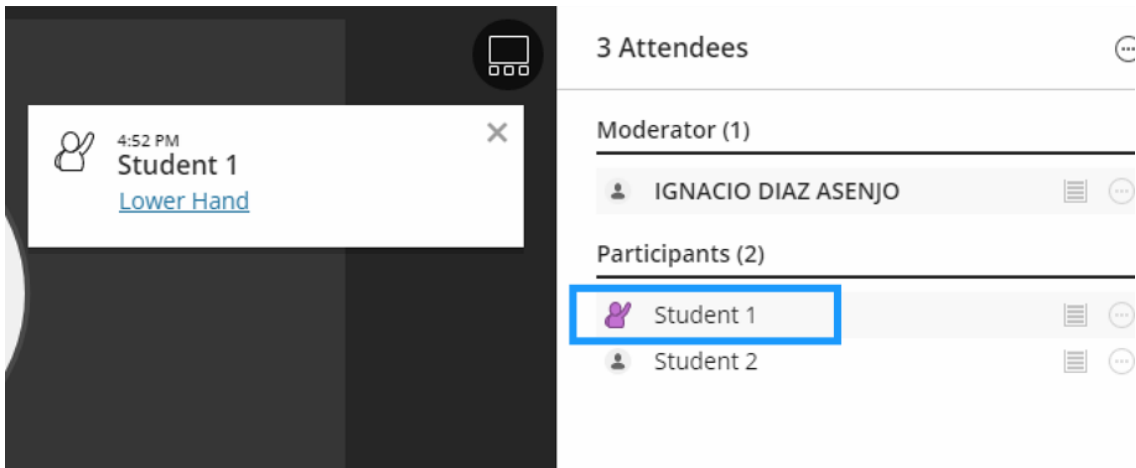 4:52 PM
Student 1
Lower Hand
3 Attendees
Moderator (1)
IGNACIO DIAZ ASENJO
Participants (2)
Student 1
Student 2